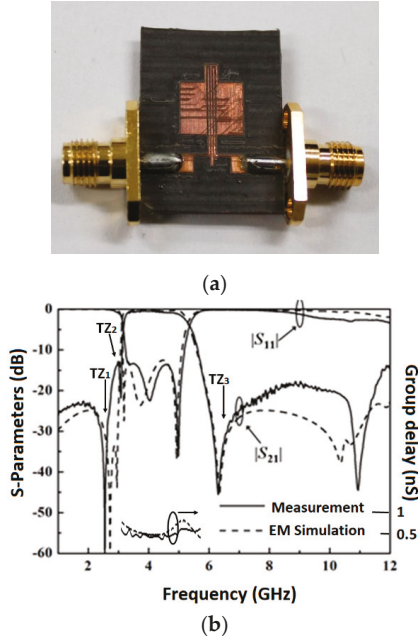 (a)
0
-10
-20
-30
-40
-50
-60
S-Parameters (dB)
TZ1
TZ2
TZ3
|S11|
|S21|
Group delay (nS)
1
0.5
Measurement
EM Simulation
2 4 6 8 10 12
Frequency (GHz)
(b)